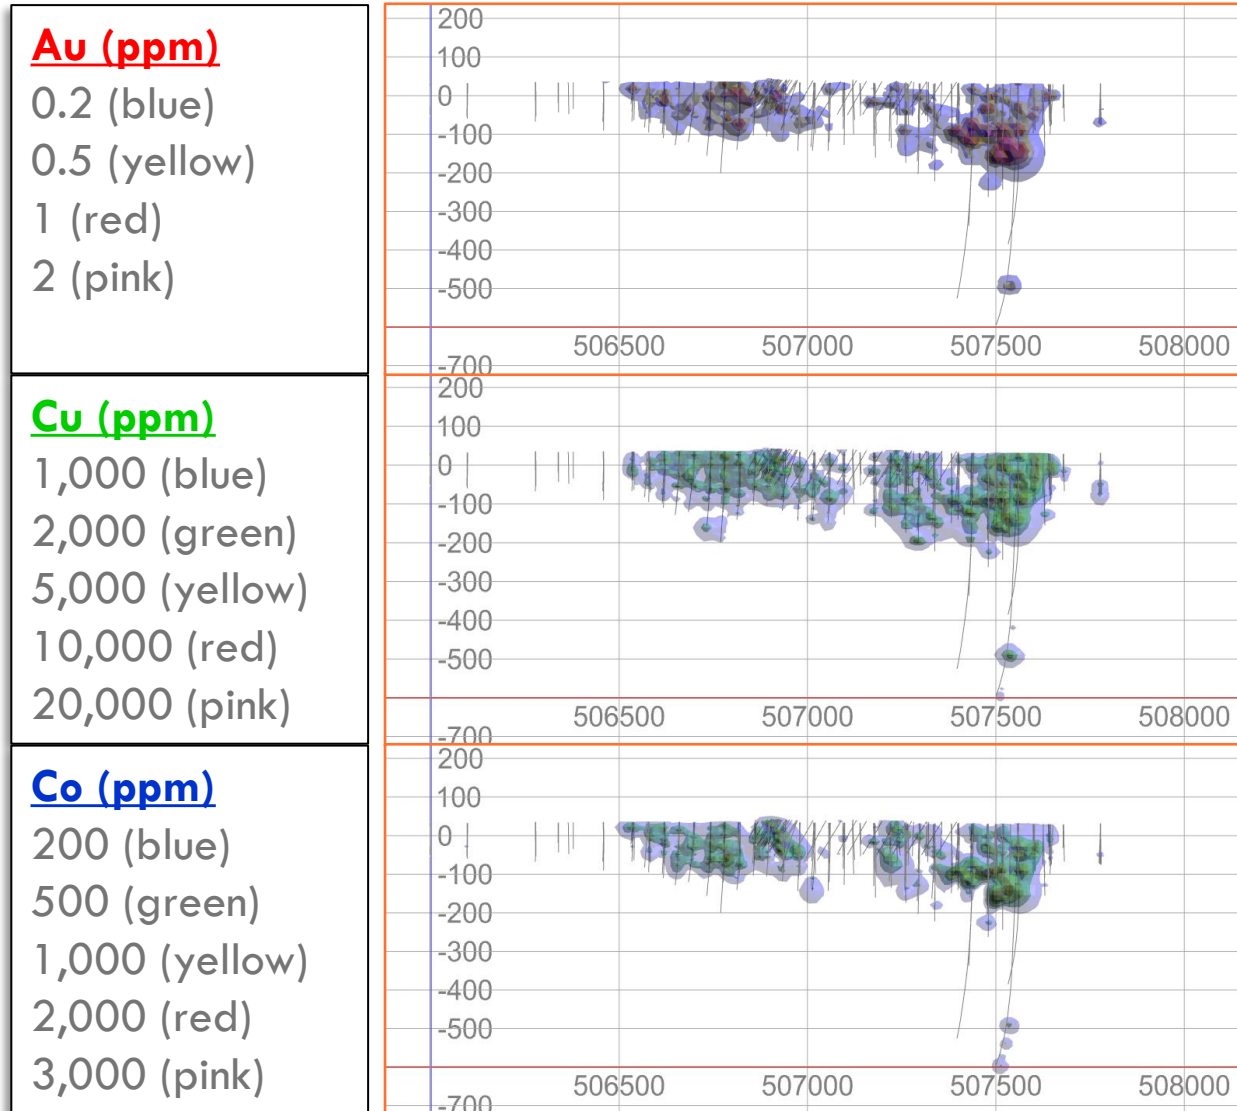 Au (ppm)
0.2 (blue)
0.5 (yellow)
1 (red)
2 (pink)
200
100
0
-100
-200
-300
-400
-500
506500 507000 507500 508000
-700
Cu (ppm)
1,000 (blue)
2,000 (green)
5,000 (yellow)
10,000 (red)
20,000 (pink)
200
100
0
-100
-200
-300
-400
-500
506500 507000 507500 508000
-700
Co (ppm)
200 (blue)
500 (green)
1,000 (yellow)
2,000 (red)
3,000 (pink)
200
100
0
-100
-200
-300
-400
-500
506500 507000 507500 508000
-700